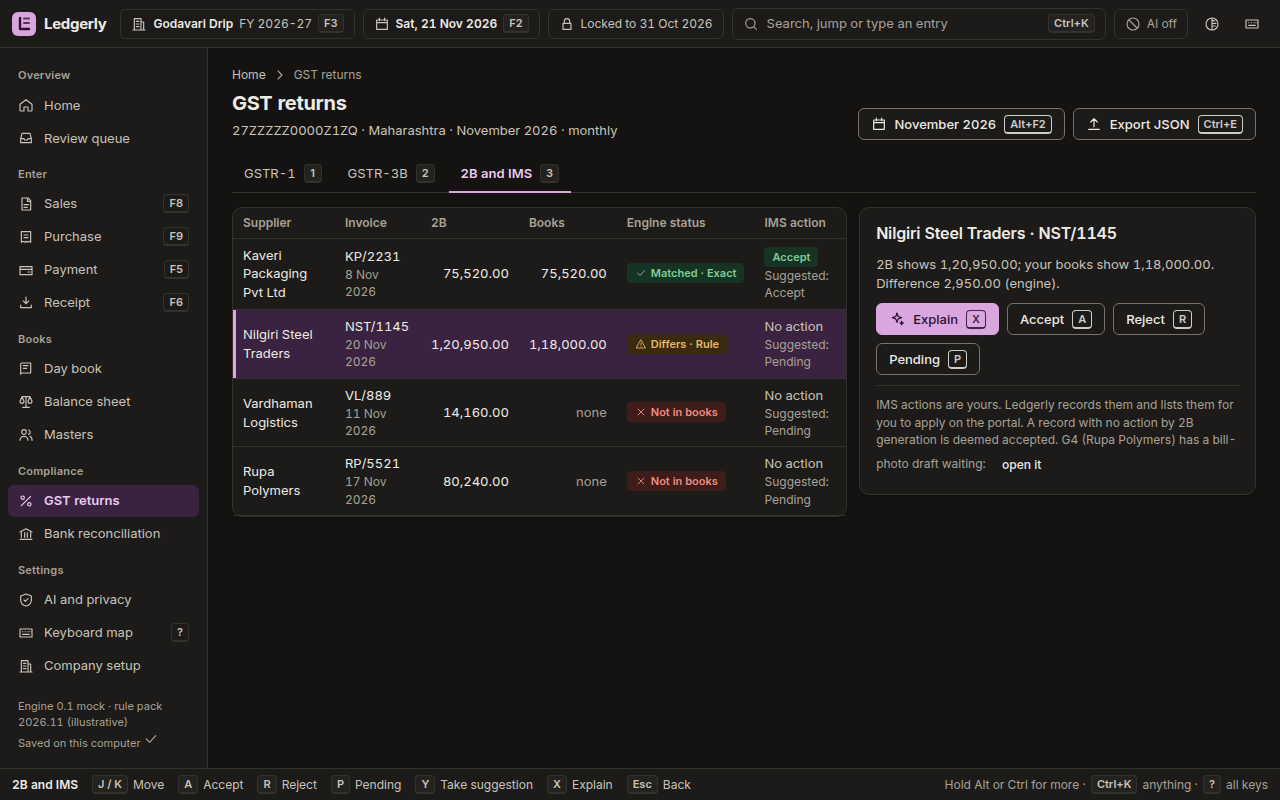 Ledgerly Godavari Drip FY 2026-27 F3 Sat, 21 Nov 2026 F2 Locked to 31 Oct 2026 Search, jump or type an entry Ctrl+K AI off
Overview
Home
Review queue
Enter
Sales F8
Purchase F9
Payment F5
Receipt F6
Books
Day book
Balance sheet
Masters
Compliance
GST returns
Bank reconciliation
Settings
AI and privacy
Keyboard map ?
Company setup
Engine 0.1 mock · rule pack
2026.11 (illustrative)
Saved on this computer
Home GST returns
GST returns
27ZZZZZ0000Z1ZQ · Maharashtra · November 2026 · monthly
November 2026 Alt+F2 Export JSON Ctrl+E
GSTR-1 1 GSTR-3B 2 2B and IMS 3
Supplier Invoice 2B Books Engine status IMS action
Kaveri
Packaging
Pvt Ltd
KP/2231
8 Nov
2026
75,520.00 75,520.00 Matched · Exact
Accept
Suggested:
Accept
Nilgiri Steel
Traders
NST/1145
20 Nov
2026
1,20,950.00 1,18,000.00 Differs · Rule
No action
Suggested:
Pending
Vardhaman
Logistics
VL/889
11 Nov
2026
14,160.00 none Not in books
No action
Suggested:
Pending
Rupa
Polymers
RP/5521
17 Nov
2026
80,240.00 none Not in books
No action
Suggested:
Pending
Nilgiri Steel Traders · NST/1145
2B shows 1,20,950.00; your books show 1,18,000.00.
Difference 2,950.00 (engine).
Explain X Accept A Reject R
Pending P
IMS actions are yours. Ledgerly records them and lists them for
you to apply on the portal. A record with no action by 2B
generation is deemed accepted. G4 (Rupa Polymers) has a bill-
photo draft waiting: open it
2B and IMS J / K Move A Accept R Reject P Pending Y Take suggestion X Explain Esc Back Hold Alt or Ctrl for more · Ctrl+K anything · ? all keys